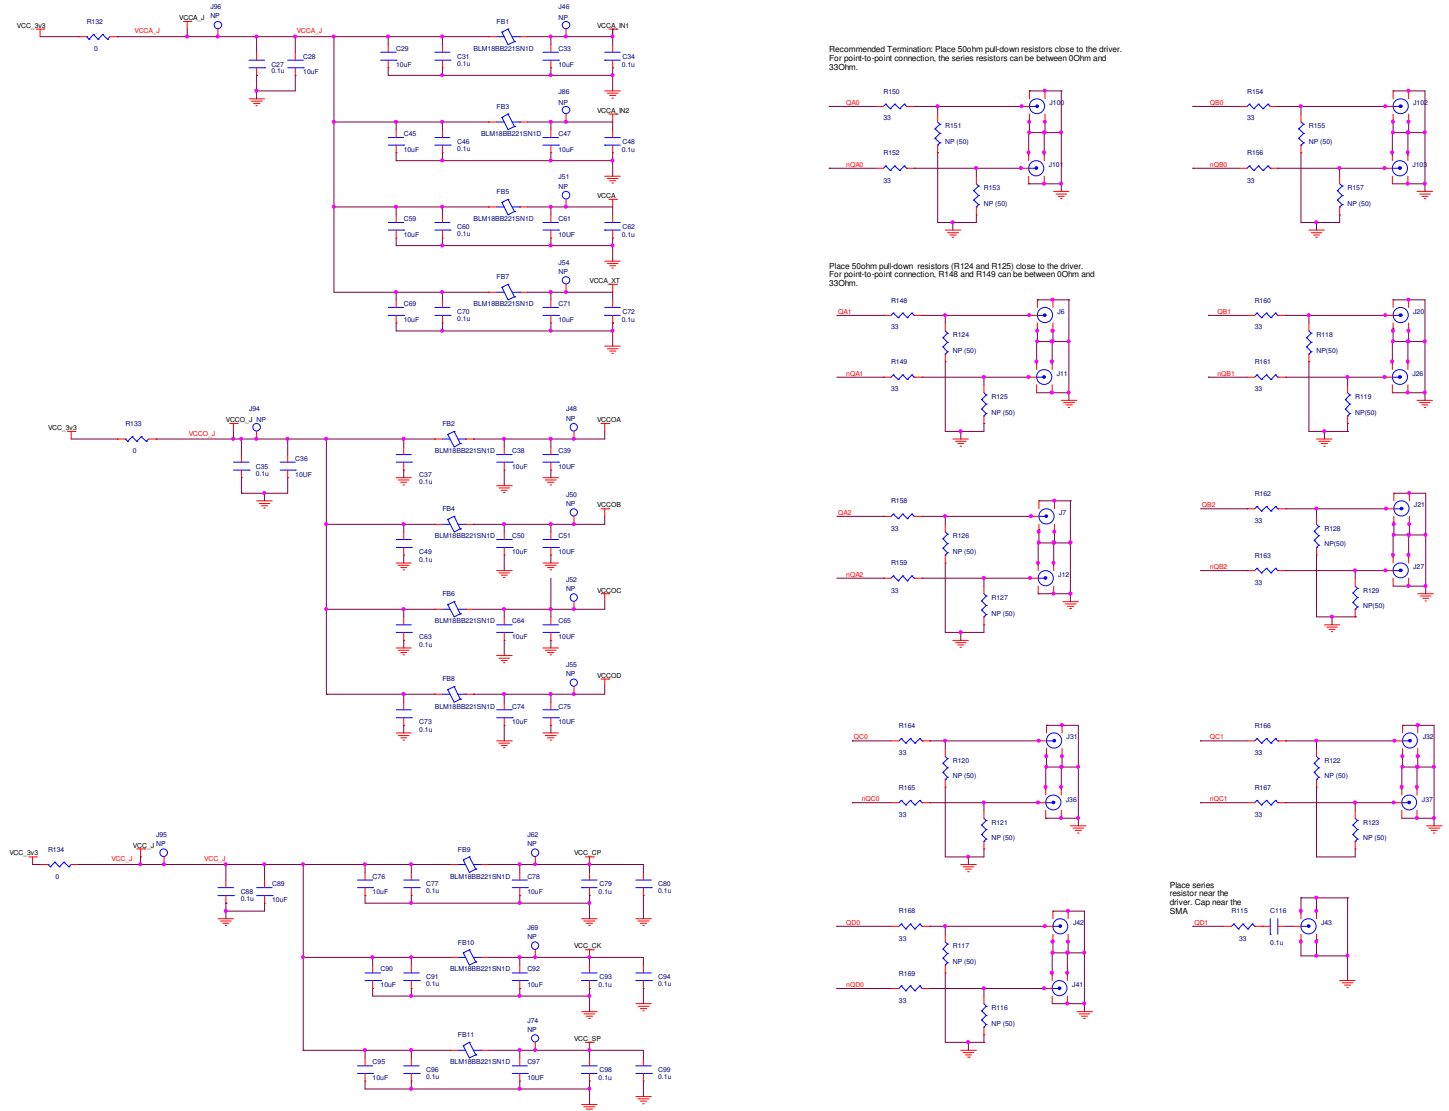 VCC_3v3
R132
0
VCCA_J
VCCA_J
J96
NP
VCCA_J
C27
0.1u
C28
10uF
C29
10uF
C31
0.1u
FB1
BLM18BB221SN1D
J46
NP
C33
10uF
VCCA_IN1
C34
0.1u
C45
10uF
C46
0.1u
FB3
BLM18BB221SN1D
J86
NP
C47
10uF
VCCA_IN2
C48
0.1u
C59
10uF
C60
0.1u
FB5
BLM18BB221SN1D
J51
NP
C61
10UF
VCCA
C62
0.1u
C69
10uF
C70
0.1u
FB7
BLM18BB221SN1D
J54
NP
C71
10uF
VCCA_XT
C72
0.1u
VCC_3v3
R133
0
VCCO_J
VCCO_J
J94
NP
C35
0.1u
C36
10UF
C37
0.1u
FB2
BLM18BB221SN1D
C38
10uF
J48
NP
C39
10UF
VCCOA
C49
0.1u
FB4
BLM18BB221SN1D
C50
10uF
J50
NP
C51
10UF
VCCOB
C63
0.1u
FB6
BLM18BB221SN1D
C64
10uF
J52
NP
C65
10UF
VCCOC
C73
0.1u
FB8
BLM18BB221SN1D
C74
10uF
J55
NP
C75
10UF
VCCOD
VCC_3v3
R134
0
VCC_J
VCC_J
J95
NP
VCC_J
C88
0.1u
C89
10uF
C76
10uF
C77
0.1u
FB9
BLM18BB221SN1D
J62
NP
C78
10uF
VCC_CP
C79
0.1u
C80
0.1u
C90
10uF
C91
0.1u
FB10
BLM18BB221SN1D
J69
NP
C92
10uF
VCC_CK
C93
0.1u
C94
0.1u
C95
10uF
C96
0.1u
FB11
BLM18BB221SN1D
J74
NP
C97
10UF
VCC_SP
C98
0.1u
C99
0.1u
Recommended Termination: Place 50ohm pull-down resistors close to the driver.
For point-to-point connection, the series resistors can be between 0Ohm and
33Ohm.
QA0
R150
33
R151
NP (50)
J100
nQA0
R152
33
R153
NP (50)
J101
QB0
R154
33
R155
NP (50)
J102
nQB0
R156
33
R157
NP (50)
J103
Place 50ohm pull-down resistors (R124 and R125) close to the driver.
For point-to-point connection, R148 and R149 can be between 0Ohm and
33Ohm.
QA1
R148
33
R124
NP (50)
J6
nQA1
R149
33
R125
NP (50)
J11
QB1
R160
33
R118
NP(50)
J20
nQB1
R161
33
R119
NP(50)
J26
QA2
R158
33
R126
NP (50)
J7
nQA2
R159
33
R127
NP (50)
J12
QB2
R162
33
R128
NP(50)
J21
nQB2
R163
33
R129
NP(50)
J27
QC0
R164
33
R120
NP (50)
J31
nQC0
R165
33
R121
NP (50)
J36
QC1
R166
33
R122
NP (50)
J32
nQC1
R167
33
R123
NP (50)
J37
QD0
R168
33
R117
NP (50)
J42
nQD0
R169
33
R116
NP (50)
J41
Place series
resistor near the
driver. Cap near the
SMA
QD1
R115
33
C116
0.1u
J43